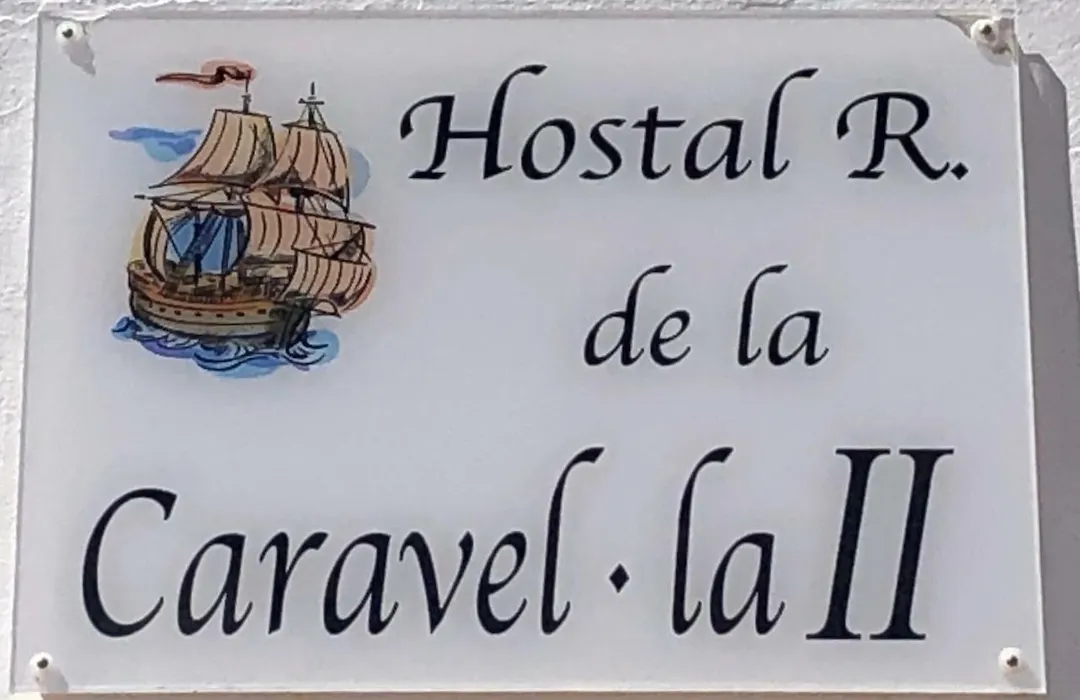 Hostal R.
de la
Caravel·la II